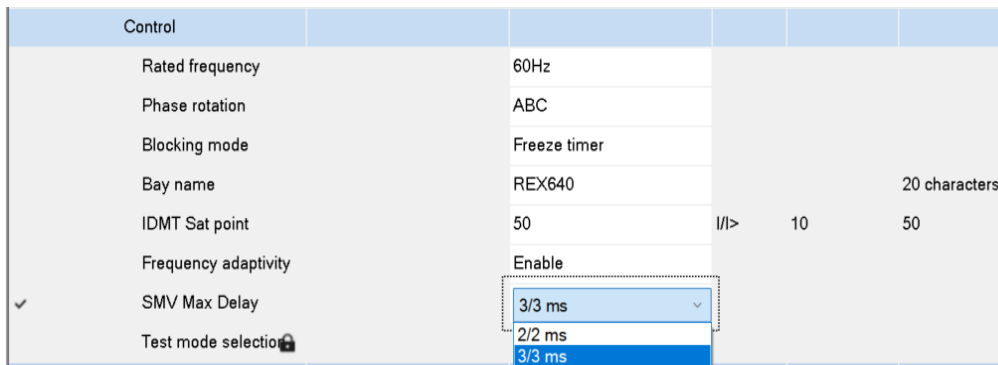 Control
Rated frequency 60Hz
Phase rotation ABC
Blocking mode Freeze timer
Bay name REX640 20 characters
IDMT Sat point 50 I/I> 10 50
Frequency adaptivity Enable
SMV Max Delay 3/3 ms
Test mode selection 2/2 ms
3/3 ms